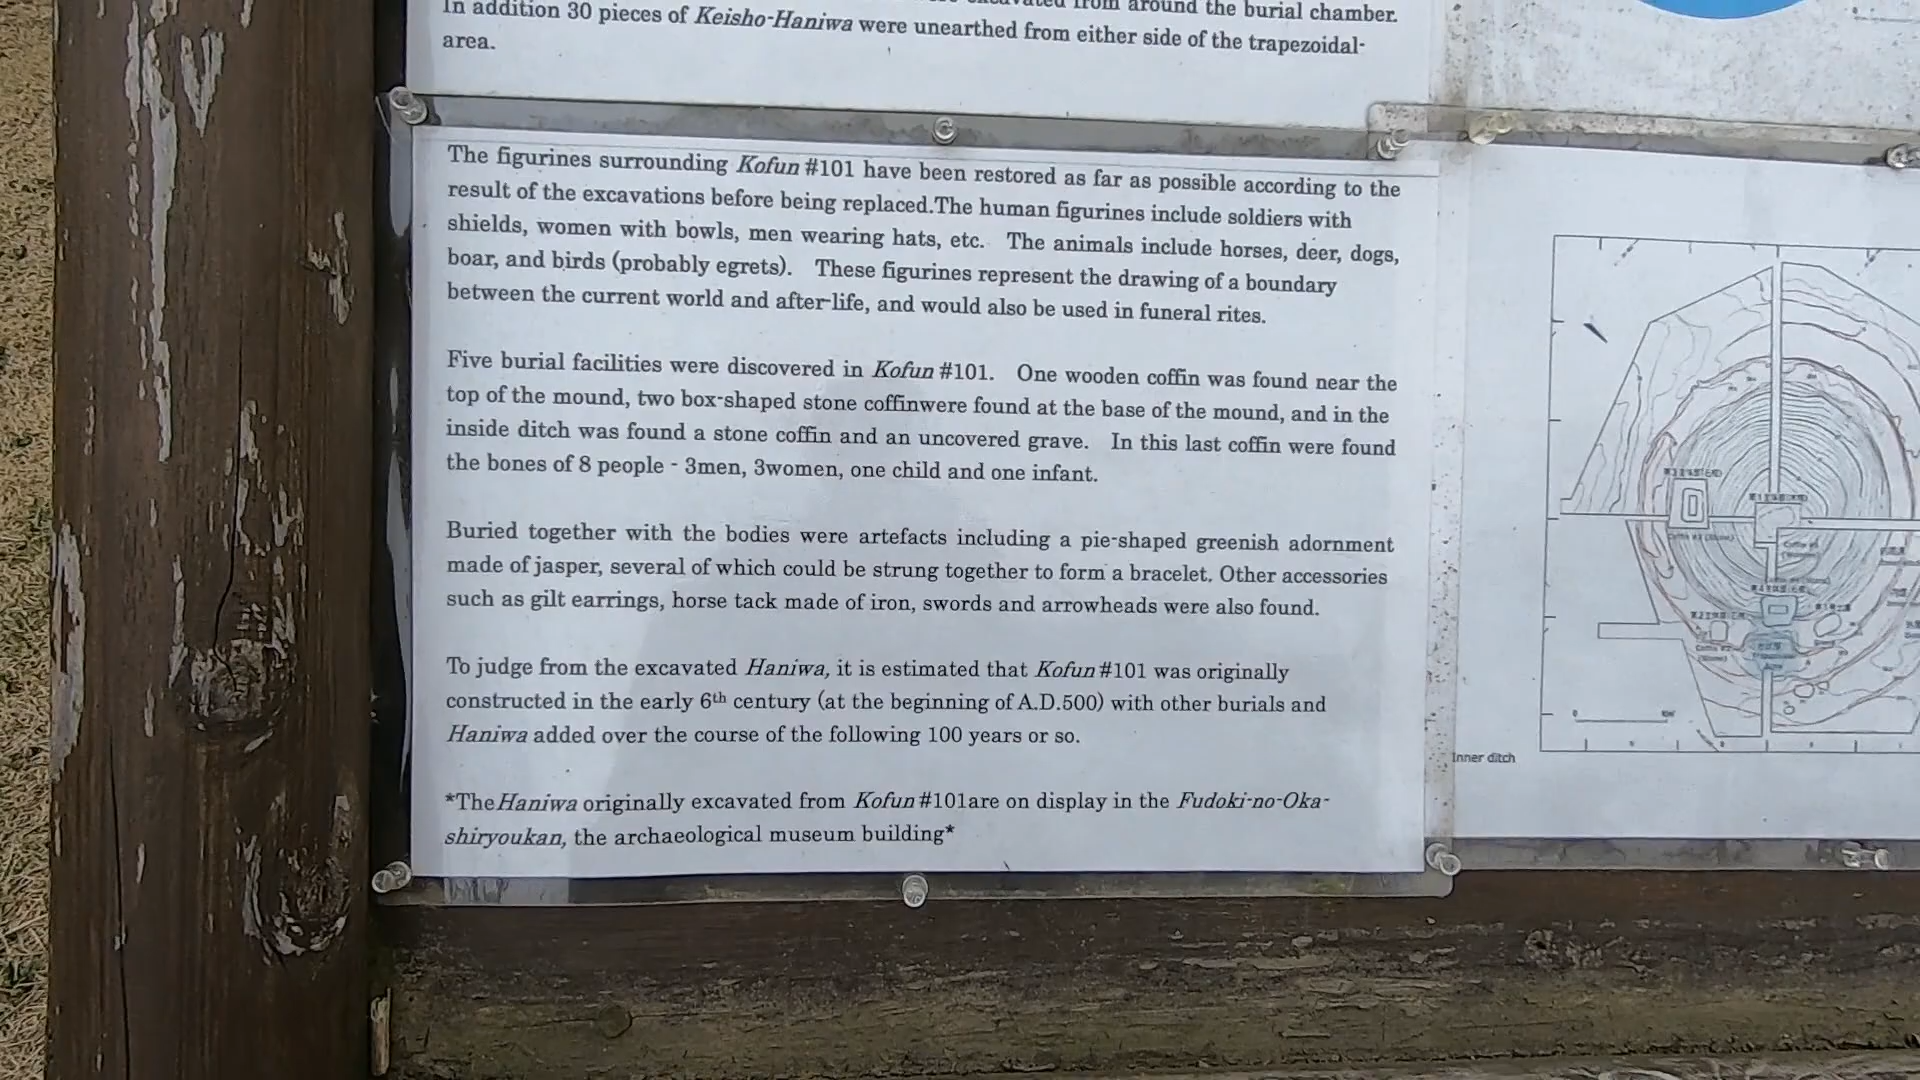 excavated from around the burial chamber.
In addition 30 pieces of Keisho-Haniwa were unearthed from either side of the trapezoidal-
area.
The figurines surrounding Kofun #101 have been restored as far as possible according to the
result of the excavations before being replaced.The human figurines include soldiers with
shields, women with bowls, men wearing hats, etc. The animals include horses, deer, dogs,
boar, and birds (probably egrets). These figurines represent the drawing of a boundary
between the current world and after-life, and would also be used in funeral rites.
Five burial facilities were discovered in Kofun #101. One wooden coffin was found near the
top of the mound, two box-shaped stone coffinwere found at the base of the mound, and in the
inside ditch was found a stone coffin and an uncovered grave. In this last coffin were found
the bones of 8 people - 3men, 3women, one child and one infant.
Buried together with the bodies were artefacts including a pie-shaped greenish adornment
made of jasper, several of which could be strung together to form a bracelet. Other accessories
such as gilt earrings, horse tack made of iron, swords and arrowheads were also found.
To judge from the excavated Haniwa, it is estimated that Kofun #101 was originally
constructed in the early 6th century (at the beginning of A.D.500) with other burials and
Haniwa added over the course of the following 100 years or so.
*The Haniwa originally excavated from Kofun #101are on display in the Fudoki-no-Oka-
shiryoukan, the archaeological museum building*
Inner ditch